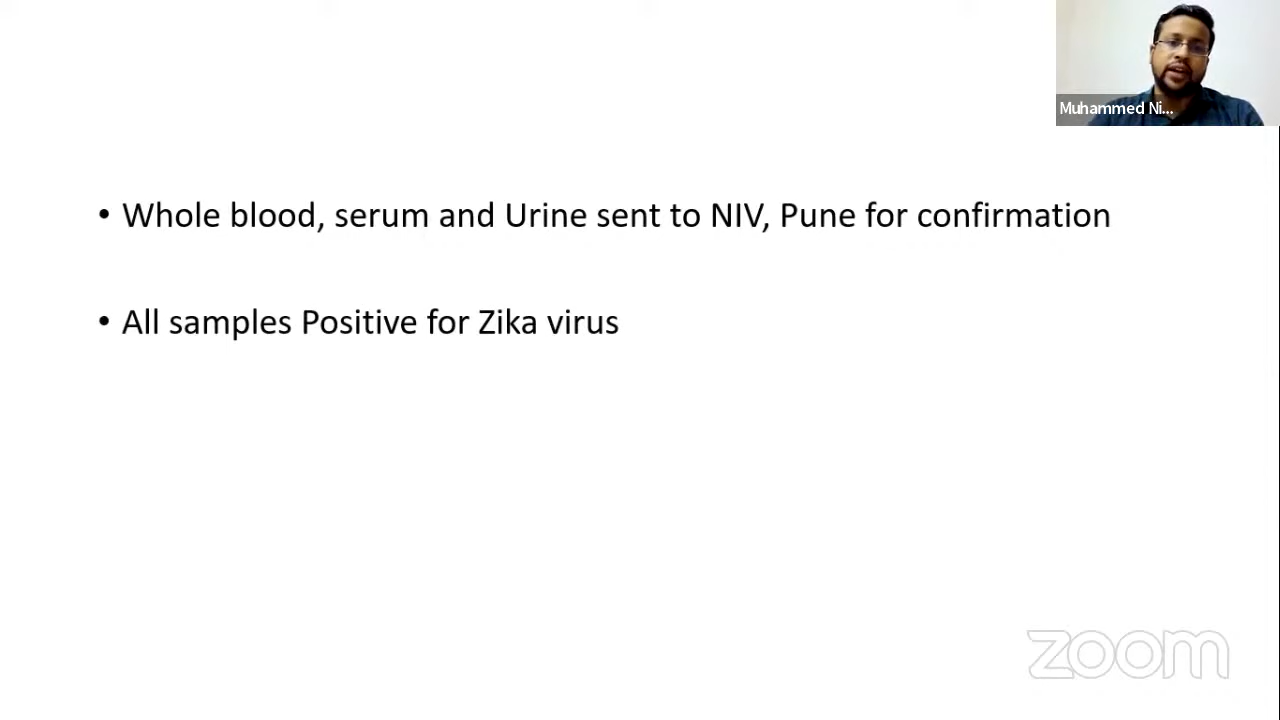 Muhammed Ni...
• Whole blood, serum and Urine sent to NIV, Pune for confirmation
• All samples Positive for Zika virus
zoom